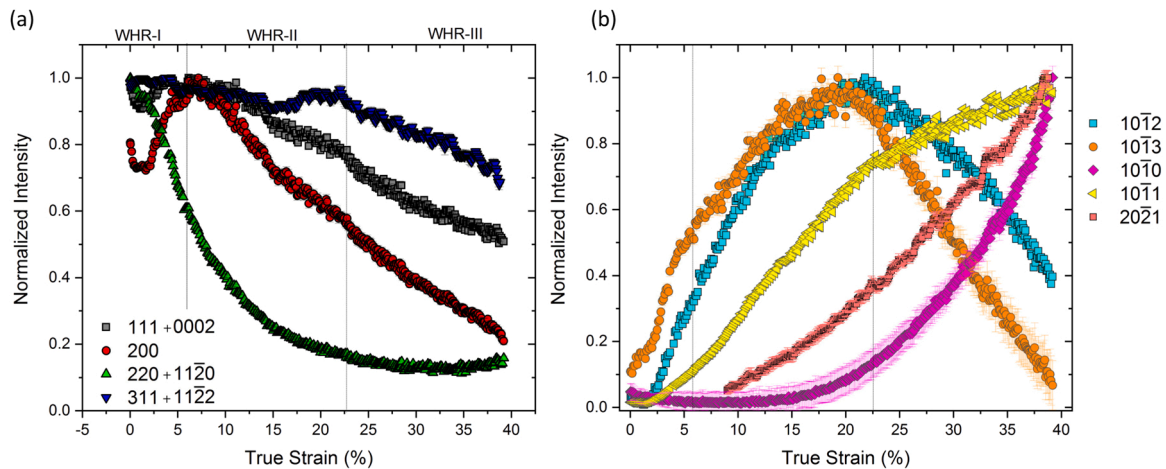 (a)
WHR-I WHR-II WHR-III
1.0
0.8
0.6
0.4
0.2
0.0
Normalized Intensity
111 +0002
200
220 +112̄0
311 +112̄2
-5 0 5 10 15 20 25 30 35 40
True Strain (%)
(b)
1.0
0.8
0.6
0.4
0.2
0.0
Normalized Intensity
0 5 10 15 20 25 30 35 40
True Strain (%)
101̄2
101̄3
101̄0
101̄1
202̄1